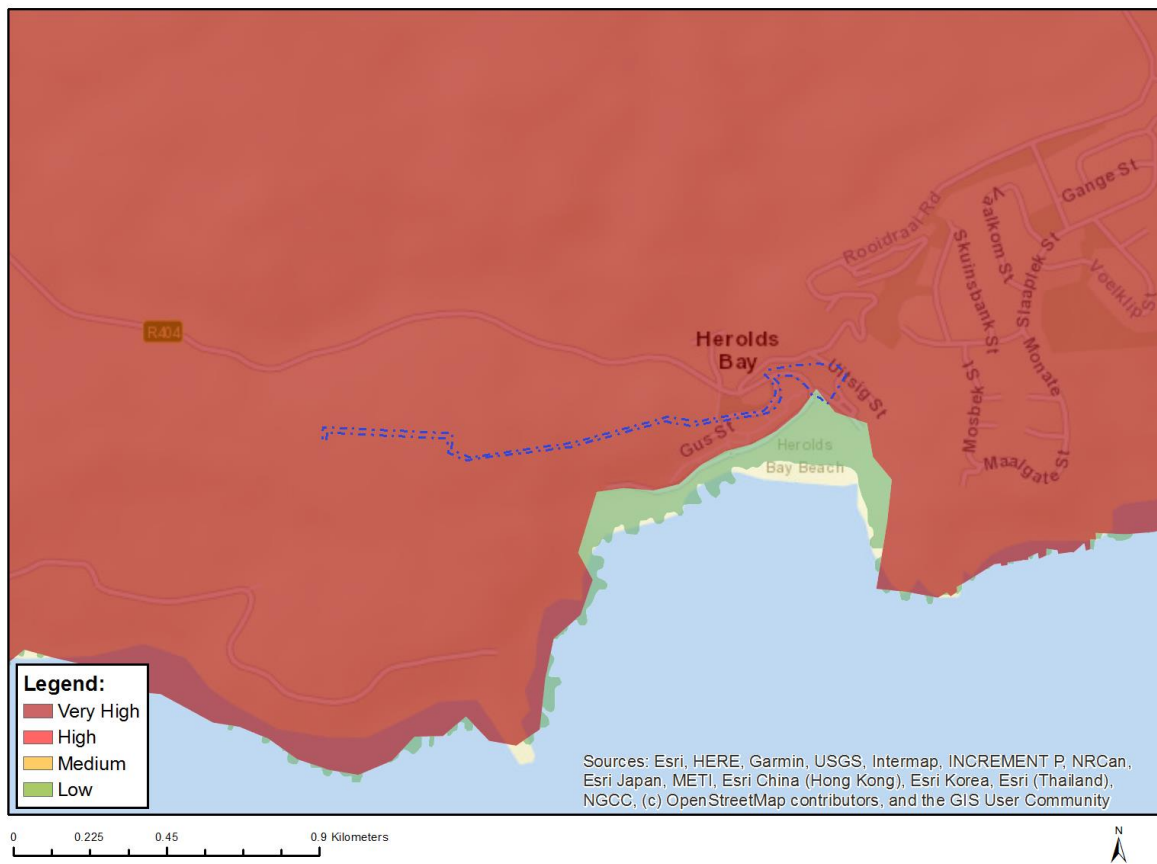 Gange St
Vaalkom St
Rooidraai Rd
Skuinsbank St
Slaaplek St
Voelklip St
R404
Herolds
Bay
Uitsig St
Monate
Mosbek St
Gus St
Herolds
Bay Beach
Maalgate St
Legend:
Very High
High
Medium
Low
Sources: Esri, HERE, Garmin, USGS, Intermap, INCREMENT P, NRCan,
Esri Japan, METI, Esri China (Hong Kong), Esri Korea, Esri (Thailand),
NGCC, (c) OpenStreetMap contributors, and the GIS User Community
0 0.225 0.45 0.9 Kilometers
N